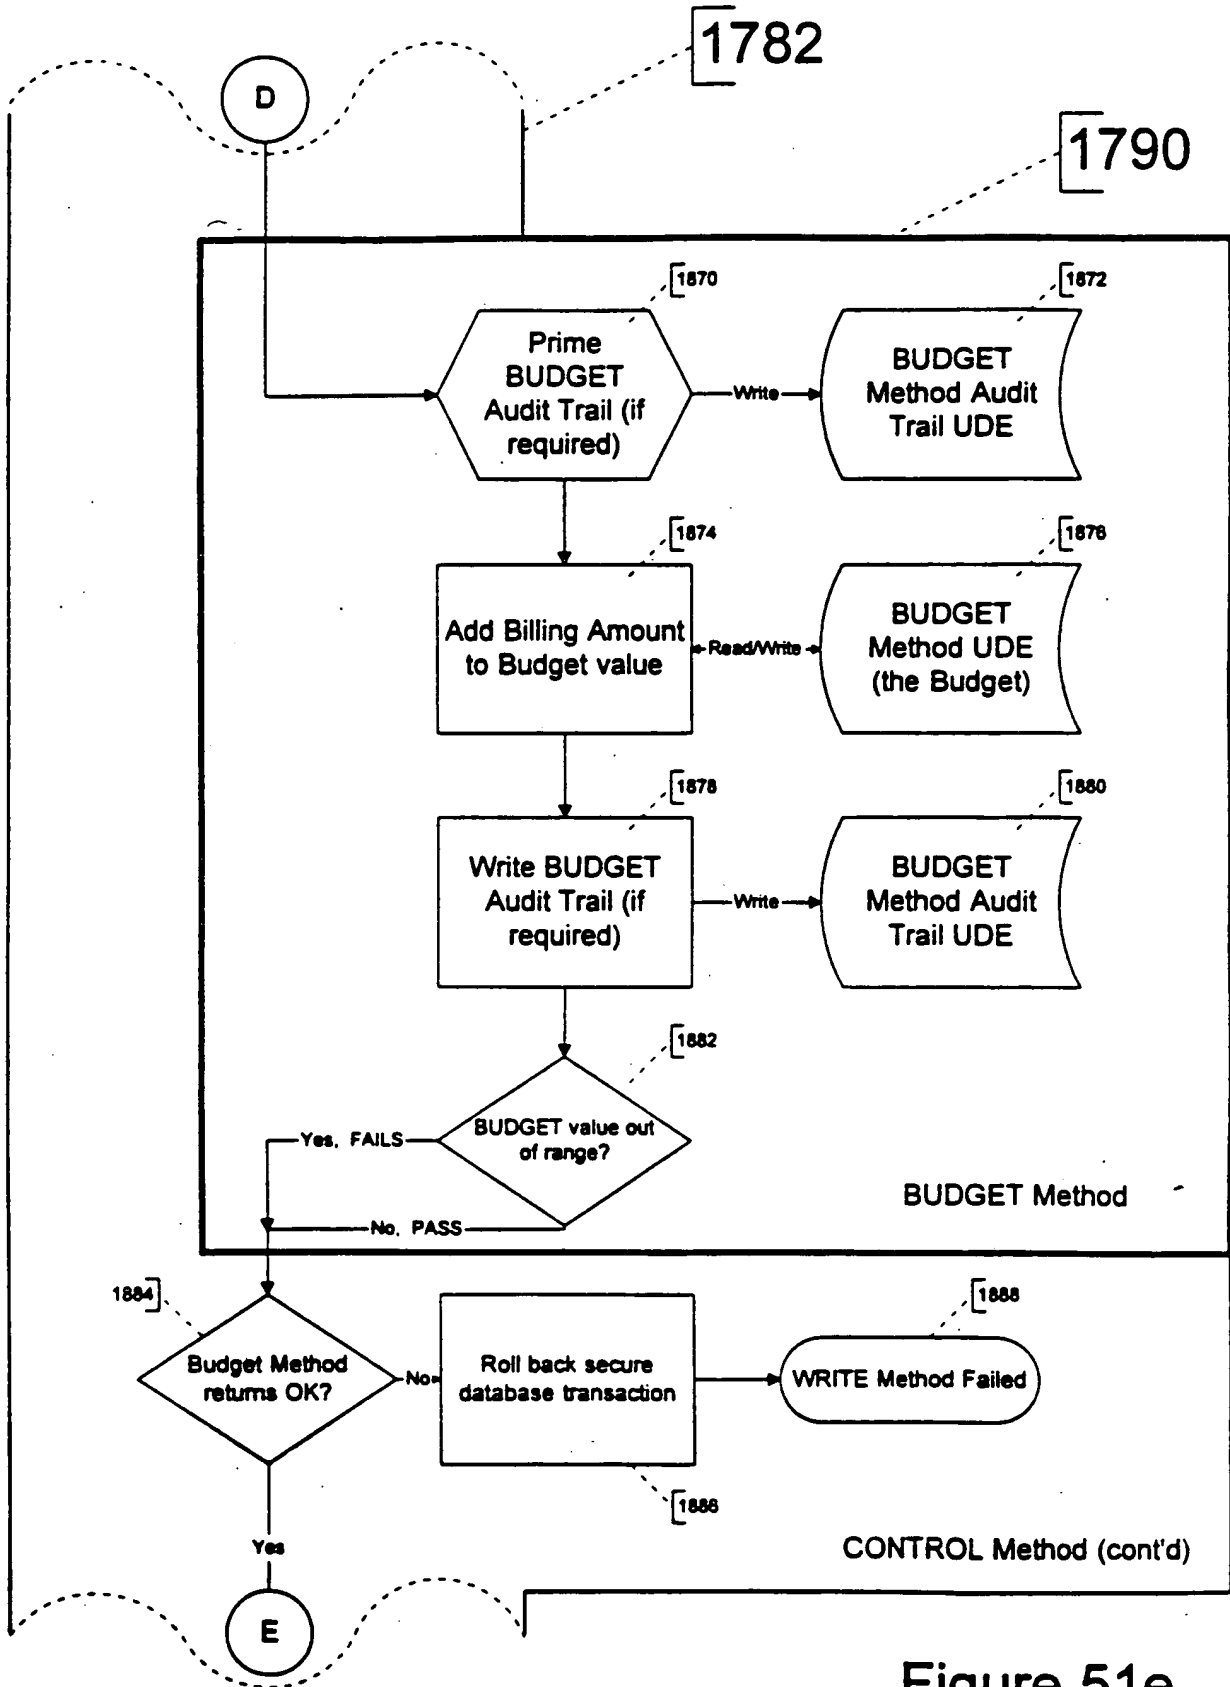 1782
D
1790
1870
1872
Prime
BUDGET
Audit Trail (if
required)
Write
BUDGET
Method Audit
Trail UDE
1874
1876
Add Billing Amount
to Budget value
Read/Write
BUDGET
Method UDE
(the Budget)
1878
1880
Write BUDGET
Audit Trail (if
required)
Write
BUDGET
Method Audit
Trail UDE
1882
BUDGET value out
of range?
Yes, FAILS
No, PASS
BUDGET Method
1884
1888
Budget Method
returns OK?
No
Roll back secure
database transaction
WRITE Method Failed
1886
Yes
CONTROL Method (cont'd)
E
Figure 51e